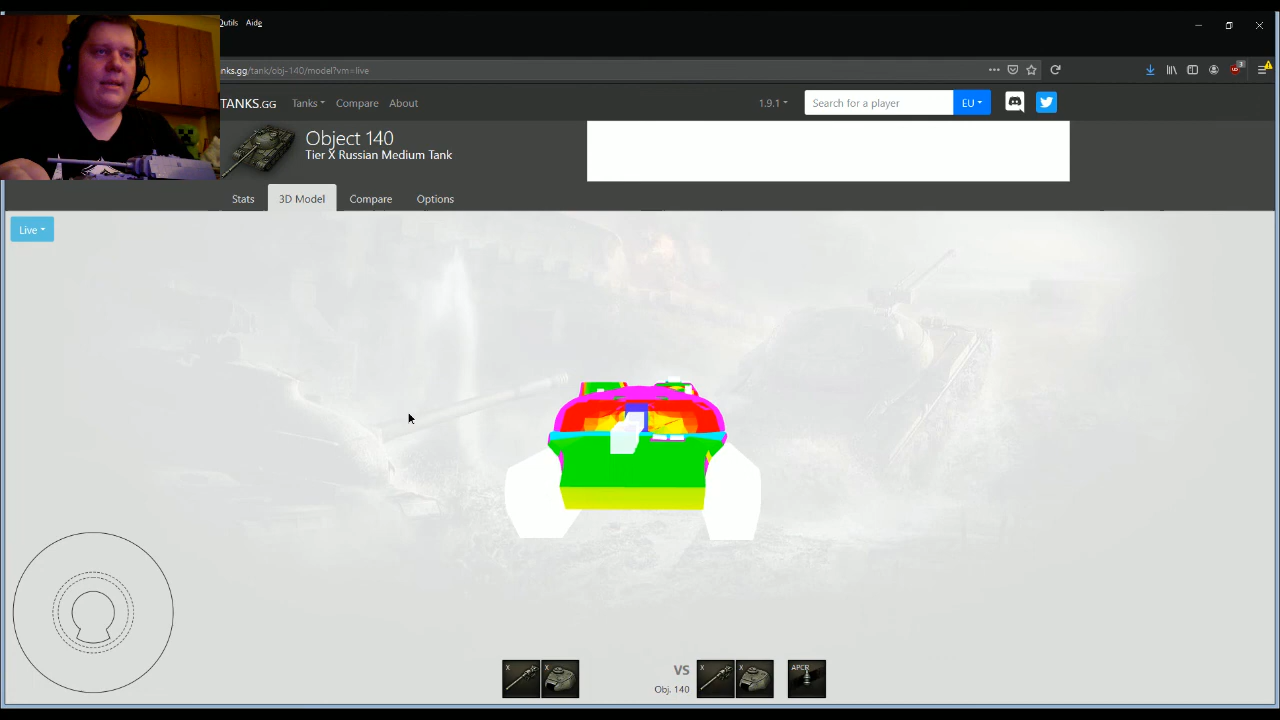 Outils Aide
nks.gg/tank/obj-140/model?vm=live
3
TANKS.GG Tanks Compare About 1.9.1 Search for a player EU
Object 140
Tier X Russian Medium Tank
Stats 3D Model Compare Options
Live
X X VS X X APCR
Obj. 140